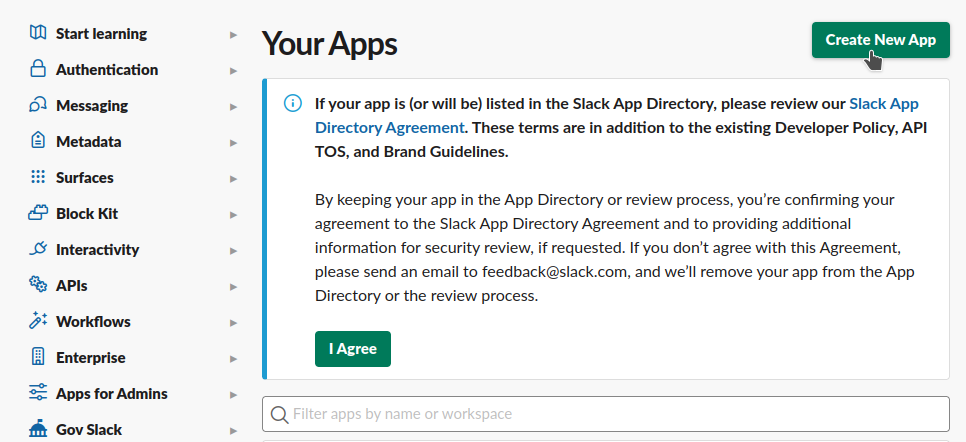 Start learning
Authentication
Messaging
Metadata
Surfaces
Block Kit
Interactivity
APIs
Workflows
Enterprise
Apps for Admins
Gov Slack
Your Apps
Create New App
If your app is (or will be) listed in the Slack App Directory, please review our Slack App
Directory Agreement. These terms are in addition to the existing Developer Policy, API
TOS, and Brand Guidelines.
By keeping your app in the App Directory or review process, you’re confirming your
agreement to the Slack App Directory Agreement and to providing additional
information for security review, if requested. If you don’t agree with this Agreement,
please send an email to feedback@slack.com, and we’ll remove your app from the App
Directory or the review process.
I Agree
Filter apps by name or workspace